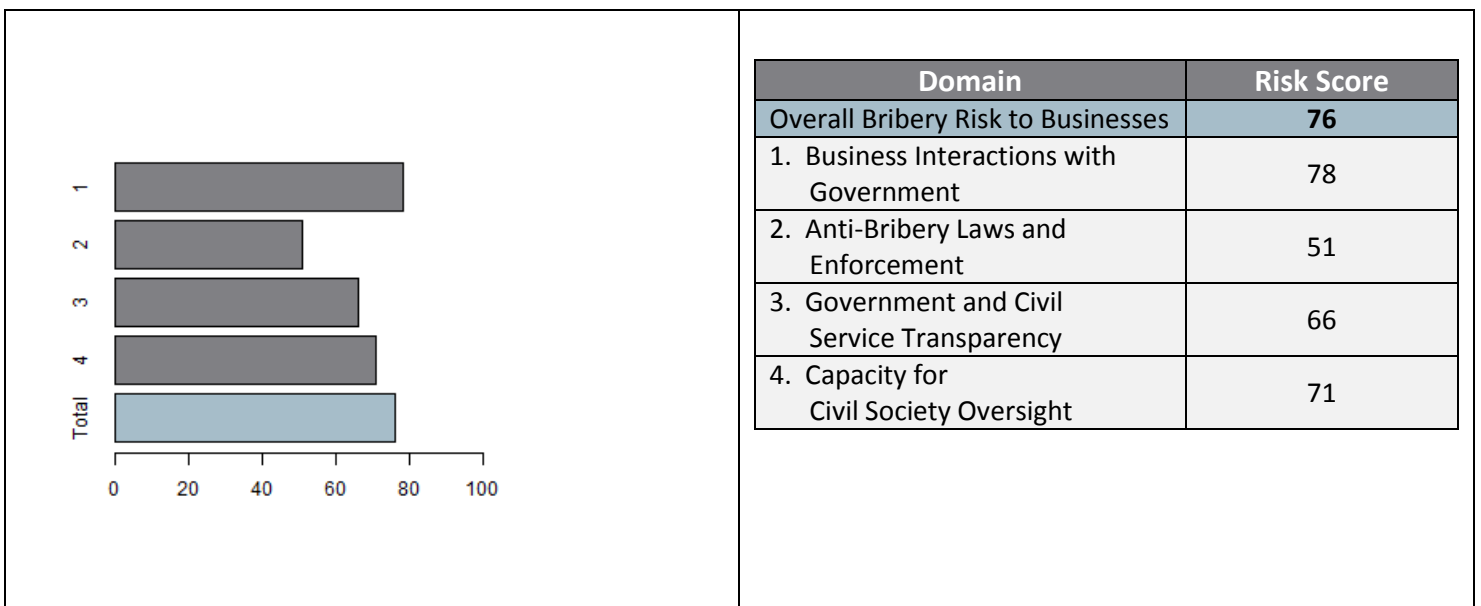 1
2
3
4
Total
0 20 40 60 80 100
Domain Risk Score
Overall Bribery Risk to Businesses 76
1. Business Interactions with
Government 78
2. Anti-Bribery Laws and
Enforcement 51
3. Government and Civil
Service Transparency 66
4. Capacity for
Civil Society Oversight 71